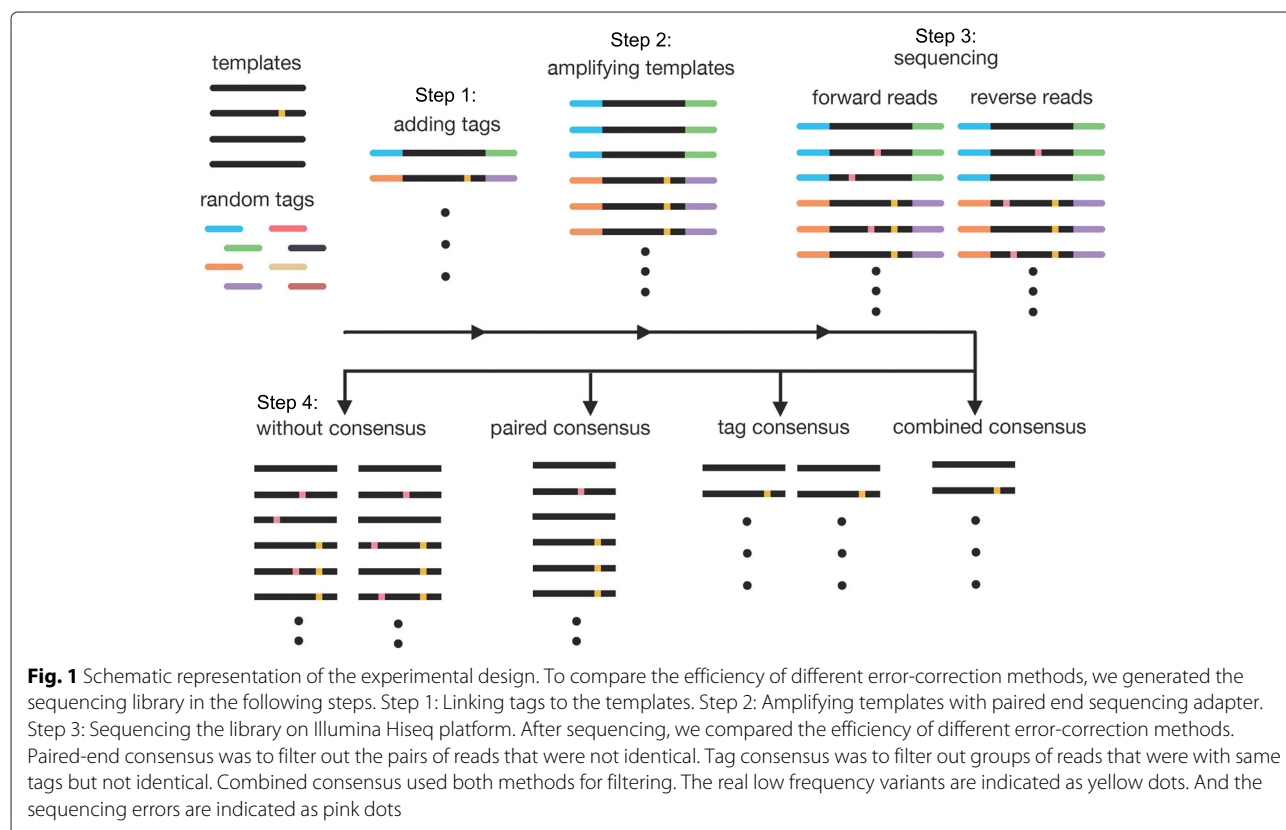 templates
random tags
Step 1:
adding tags
Step 2:
amplifying templates
Step 3:
sequencing
forward reads
reverse reads
Step 4:
without consensus
paired consensus
tag consensus
combined consensus
Fig. 1 Schematic representation of the experimental design. To compare the efficiency of different error-correction methods, we generated the
sequencing library in the following steps. Step 1: Linking tags to the templates. Step 2: Amplifying templates with paired end sequencing adapter.
Step 3: Sequencing the library on Illumina Hiseq platform. After sequencing, we compared the efficiency of different error-correction methods.
Paired-end consensus was to filter out the pairs of reads that were not identical. Tag consensus was to filter out groups of reads that were with same
tags but not identical. Combined consensus used both methods for filtering. The real low frequency variants are indicated as yellow dots. And the
sequencing errors are indicated as pink dots